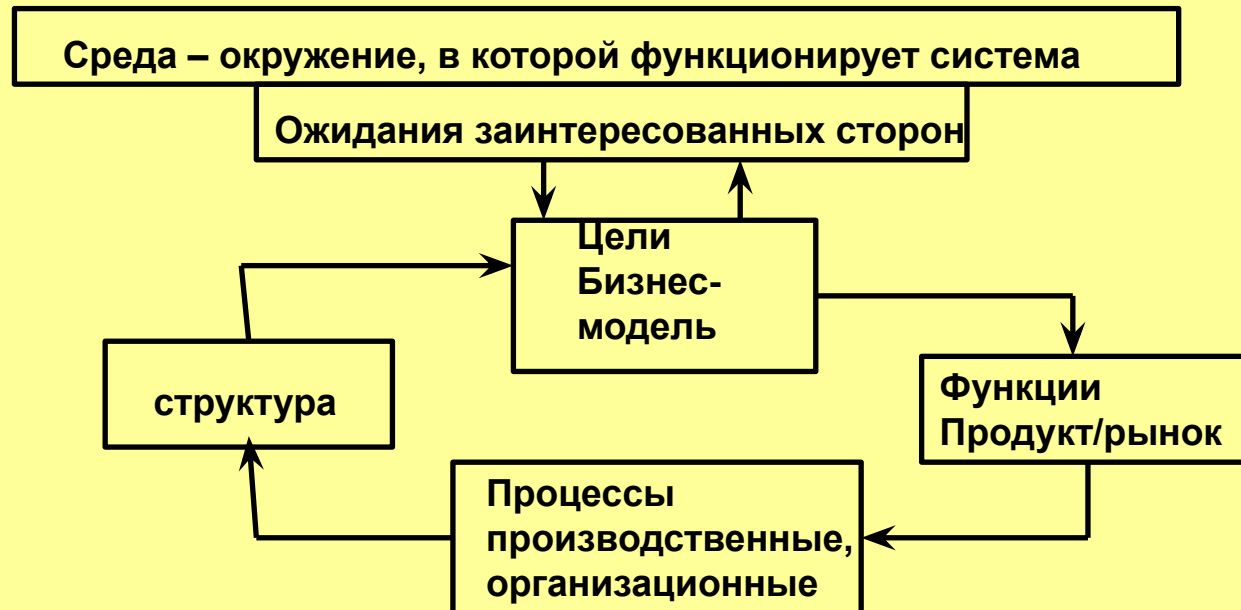 Среда – окружение, в которой функционирует система
Ожидания заинтересованных сторон
Цели
Бизнес-
модель
структура
Функции
Продукт/рынок
Процессы
производственные,
организационные